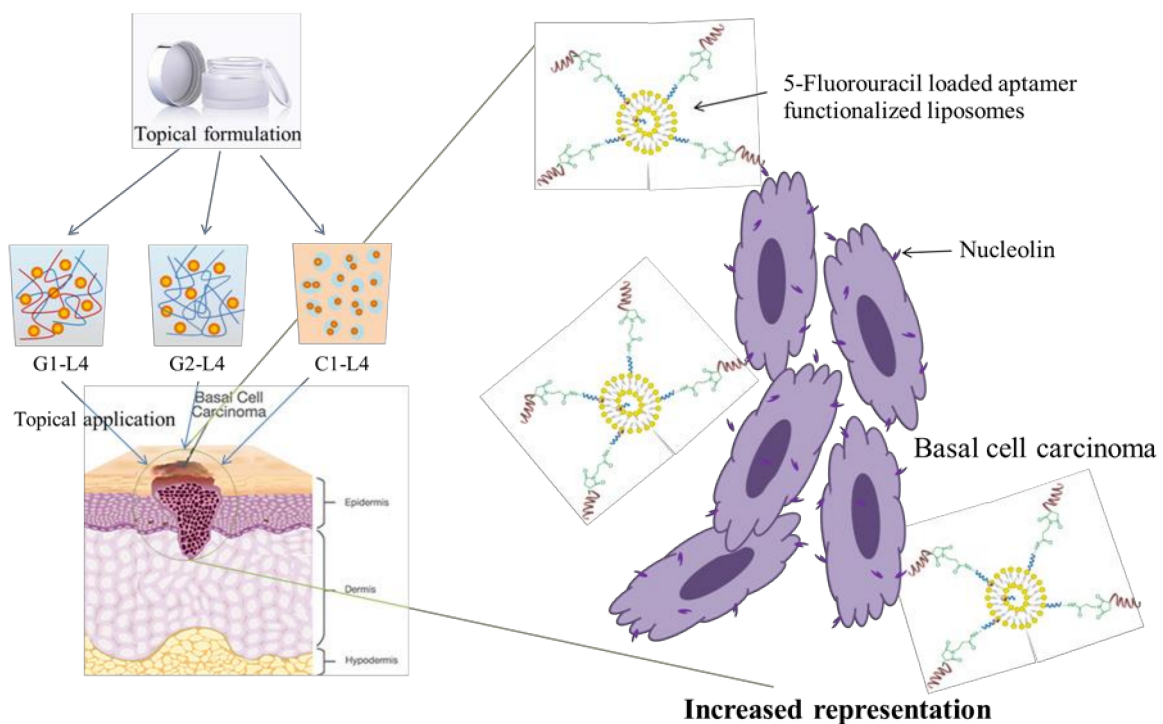 Topical formulation
5-Fluorouracil loaded aptamer
functionalized liposomes
Nucleolin
G1-L4
G2-L4
C1-L4
Topical application
Basal Cell
Carcinoma
Epidermis
Dermis
Hypodermis
Basal cell carcinoma
Increased representation